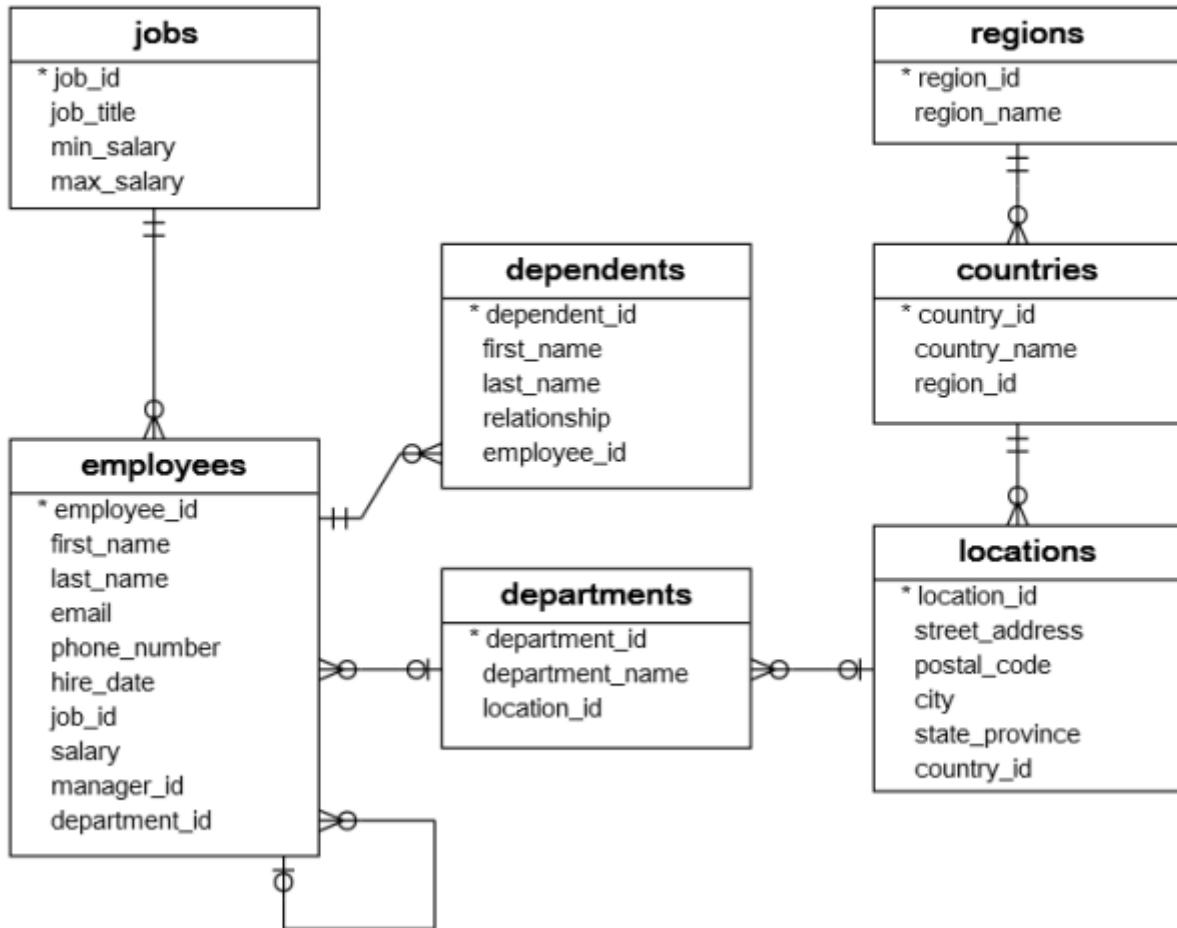 jobs
* job_id
job_title
min_salary
max_salary
regions
* region_id
region_name
dependents
* dependent_id
first_name
last_name
relationship
employee_id
countries
* country_id
country_name
region_id
employees
* employee_id
first_name
last_name
email
phone_number
hire_date
job_id
salary
manager_id
department_id
departments
* department_id
department_name
location_id
locations
* location_id
street_address
postal_code
city
state_province
country_id